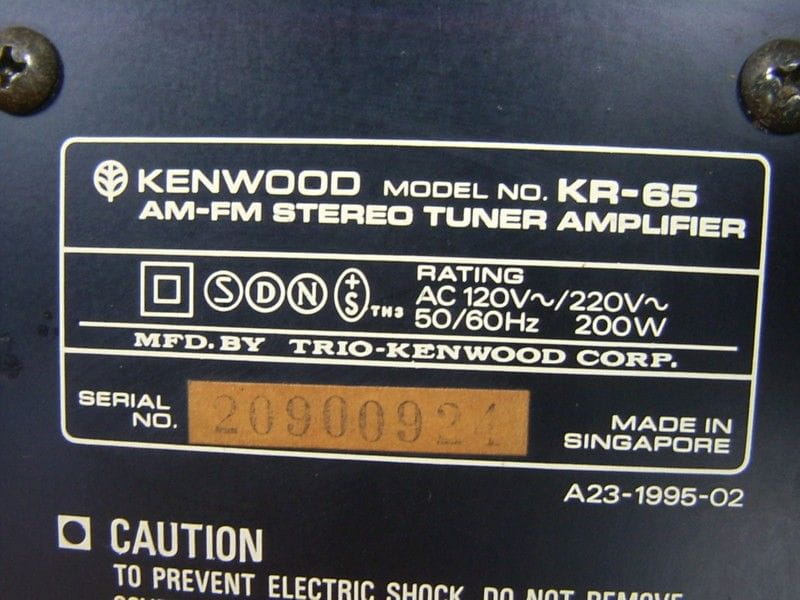 KENWOOD MODEL NO. KR-65
AM-FM STEREO TUNER AMPLIFIER
S D N +S TH3
RATING
AC 120V~/220V~
50/60Hz 200W
MFD. BY TRIO-KENWOOD CORP.
SERIAL NO. 20900924
MADE IN SINGAPORE
A23-1995-02
CAUTION
TO PREVENT ELECTRIC SHOCK, DO NOT REMOVE